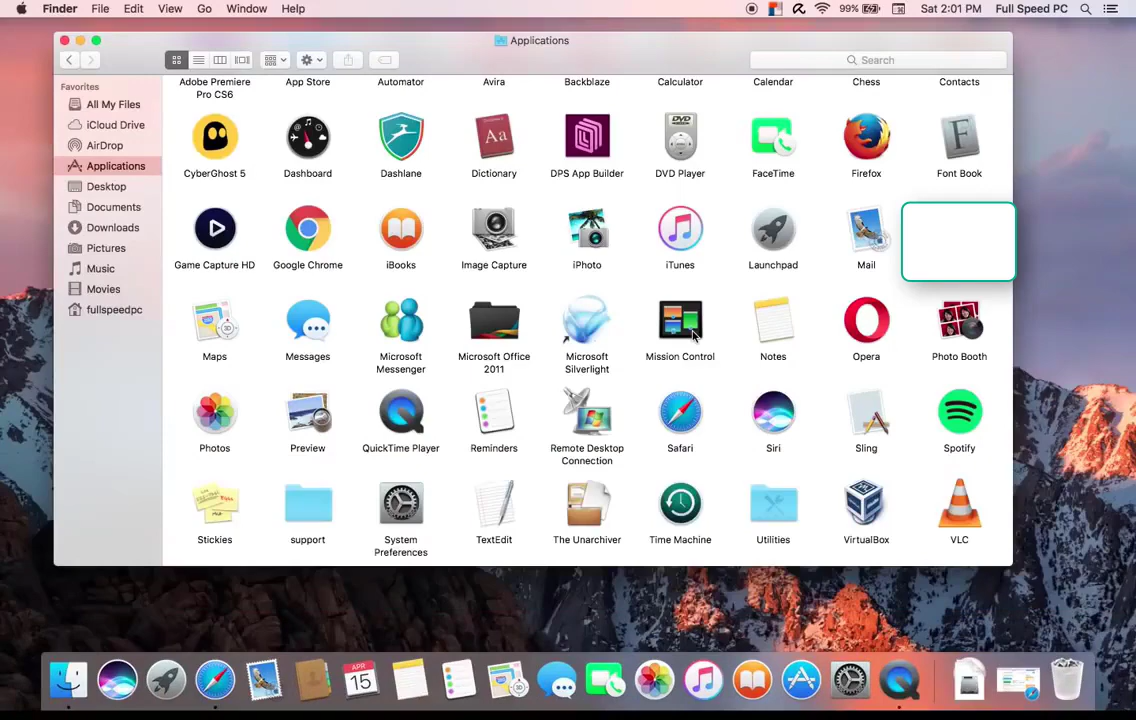 Finder File Edit View Go Window Help 99% Sat 2:01 PM Full Speed PC
Applications
Search
Favorites
All My Files
iCloud Drive
AirDrop
Applications
Desktop
Documents
Downloads
Pictures
Music
Movies
fullspeedpc
Adobe Premiere
Pro CS6
App Store
Automator
Avira
Backblaze
Calculator
Calendar
Chess
Contacts
CyberGhost 5
Dashboard
Dashlane
Dictionary
DPS App Builder
DVD Player
FaceTime
Firefox
Font Book
Game Capture HD
Google Chrome
iBooks
Image Capture
iPhoto
iTunes
Launchpad
Mail
Maps
Messages
Microsoft
Messenger
Microsoft Office
2011
Microsoft
Silverlight
Mission Control
Notes
Opera
Photo Booth
Photos
Preview
QuickTime Player
Reminders
Remote Desktop
Connection
Safari
Siri
Sling
Spotify
Stickies
support
System
Preferences
TextEdit
The Unarchiver
Time Machine
Utilities
VirtualBox
VLC
APR
15